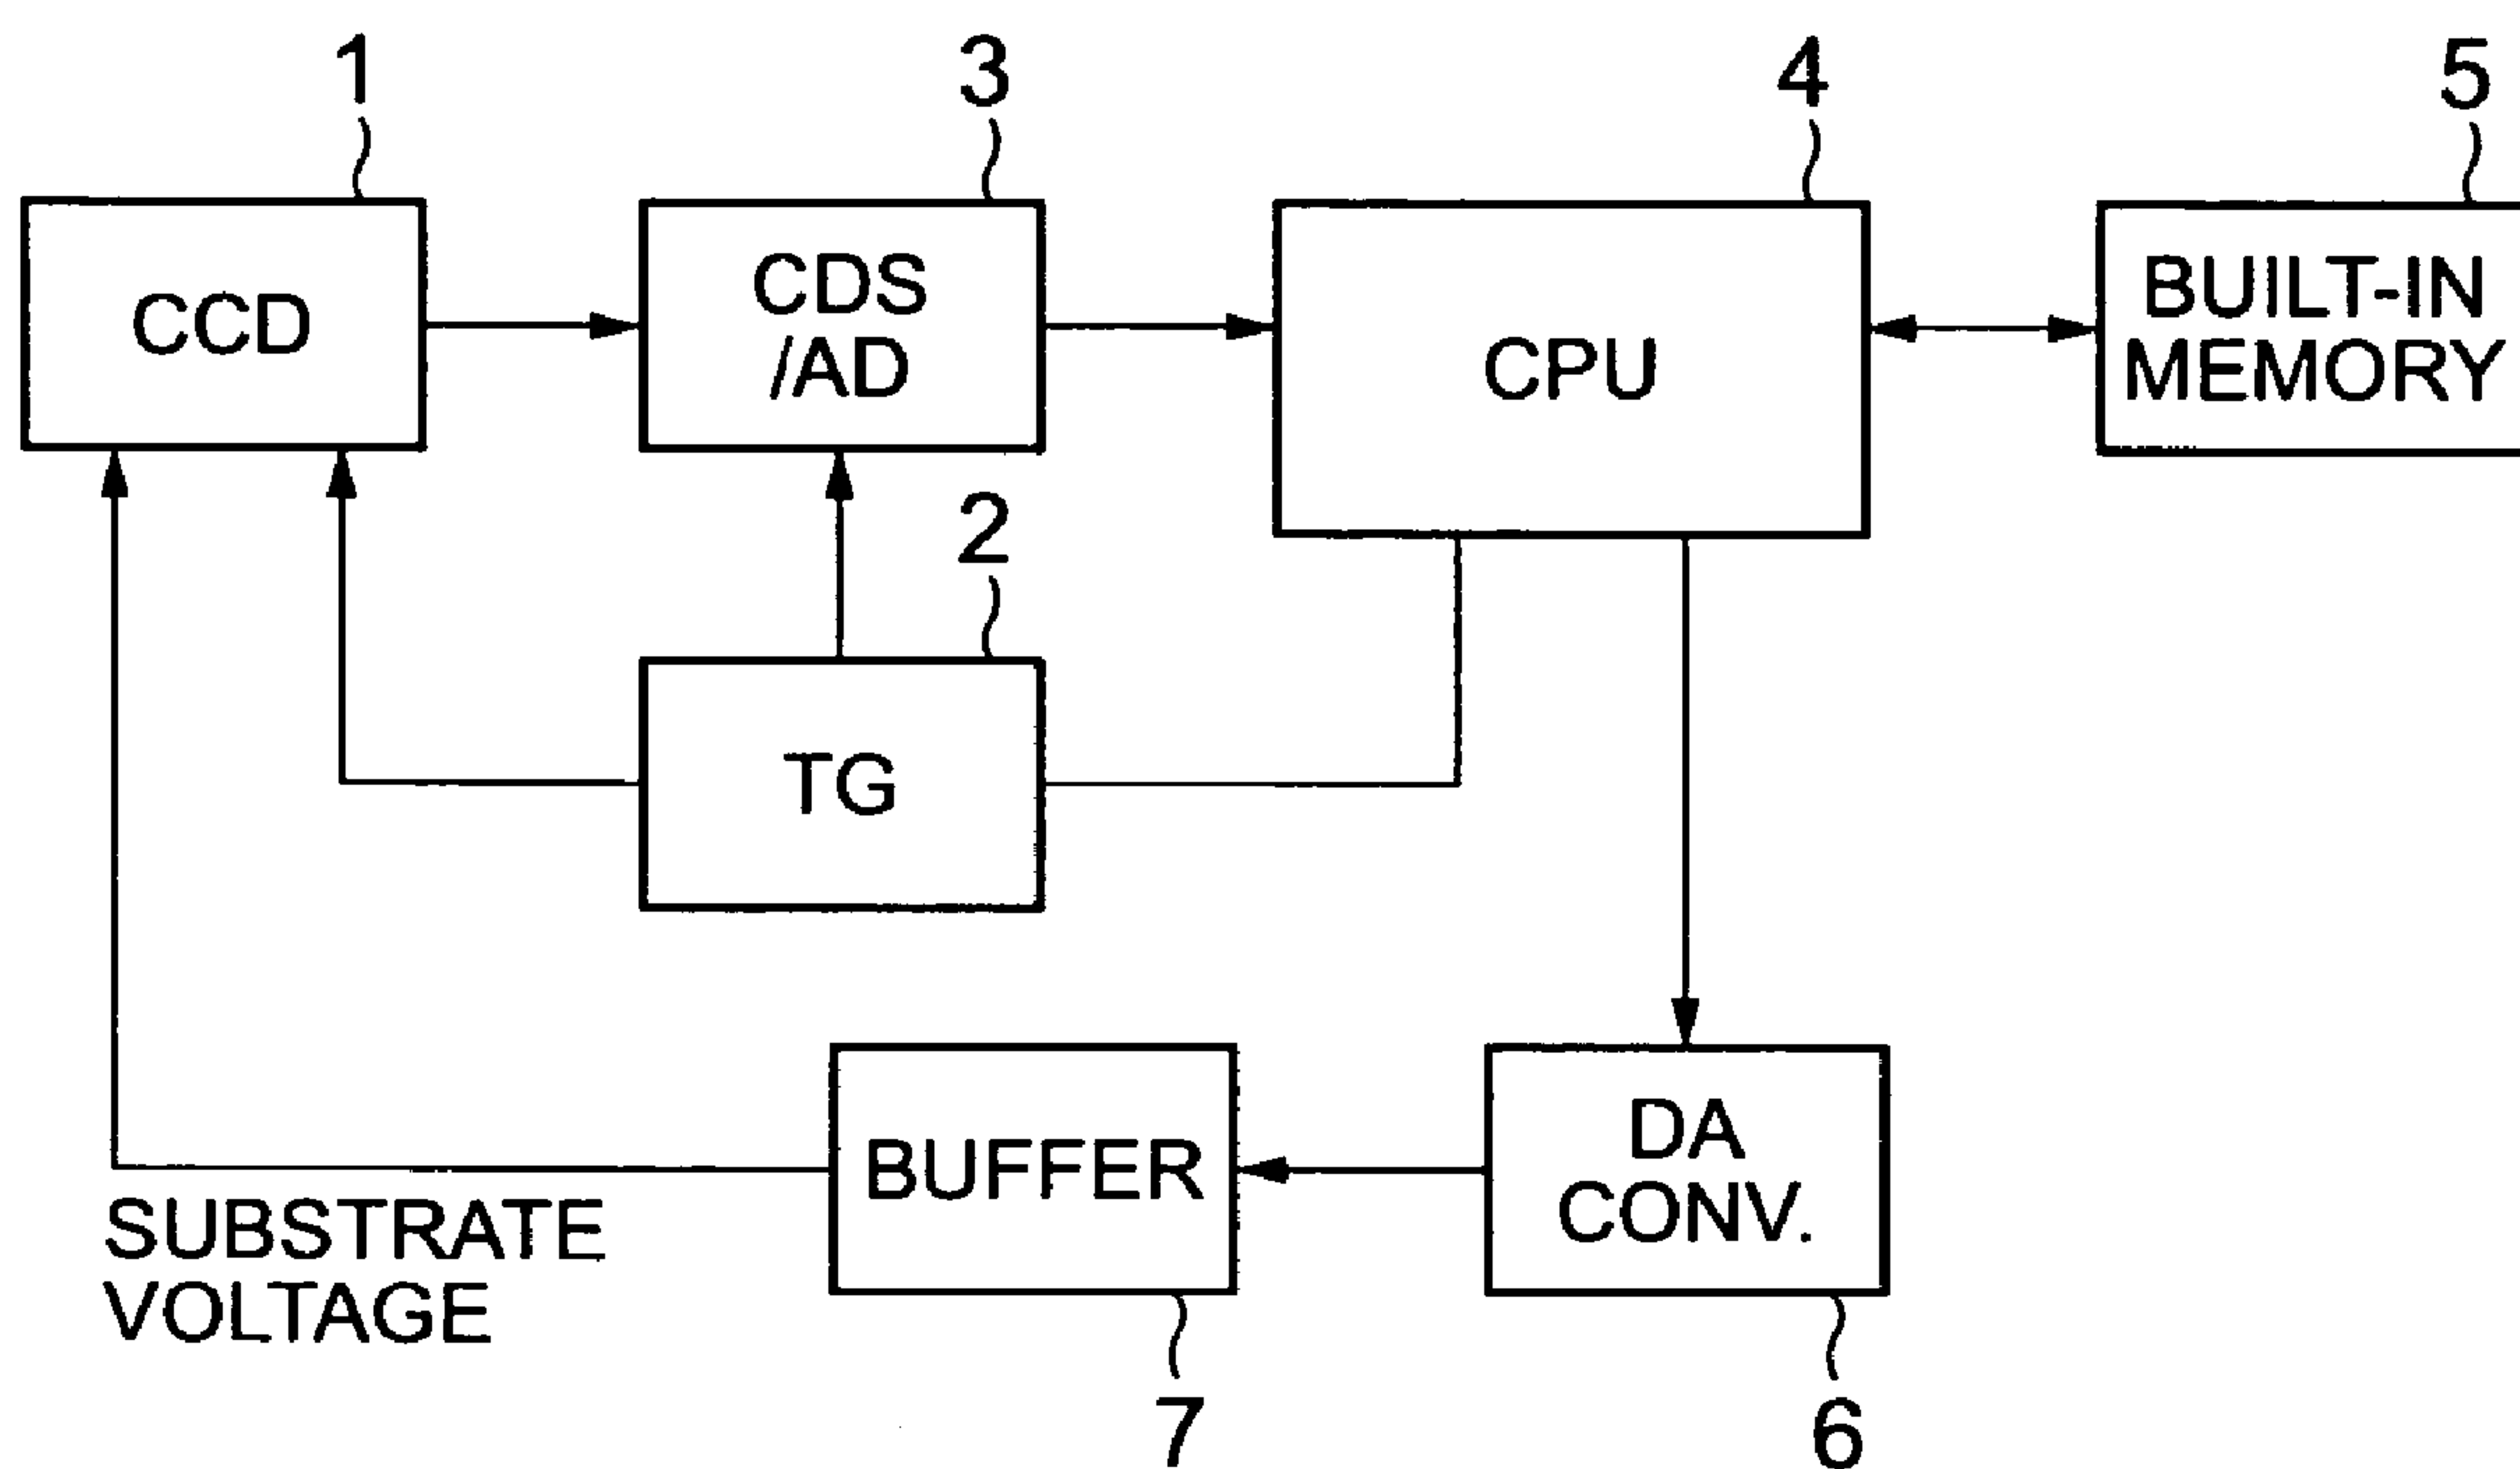 1
3
4
5
CCD
CDS
/AD
CPU
BUILT-IN
MEMORY
2
TG
BUFFER
DA
CONV.
SUBSTRATE
VOLTAGE
7
6